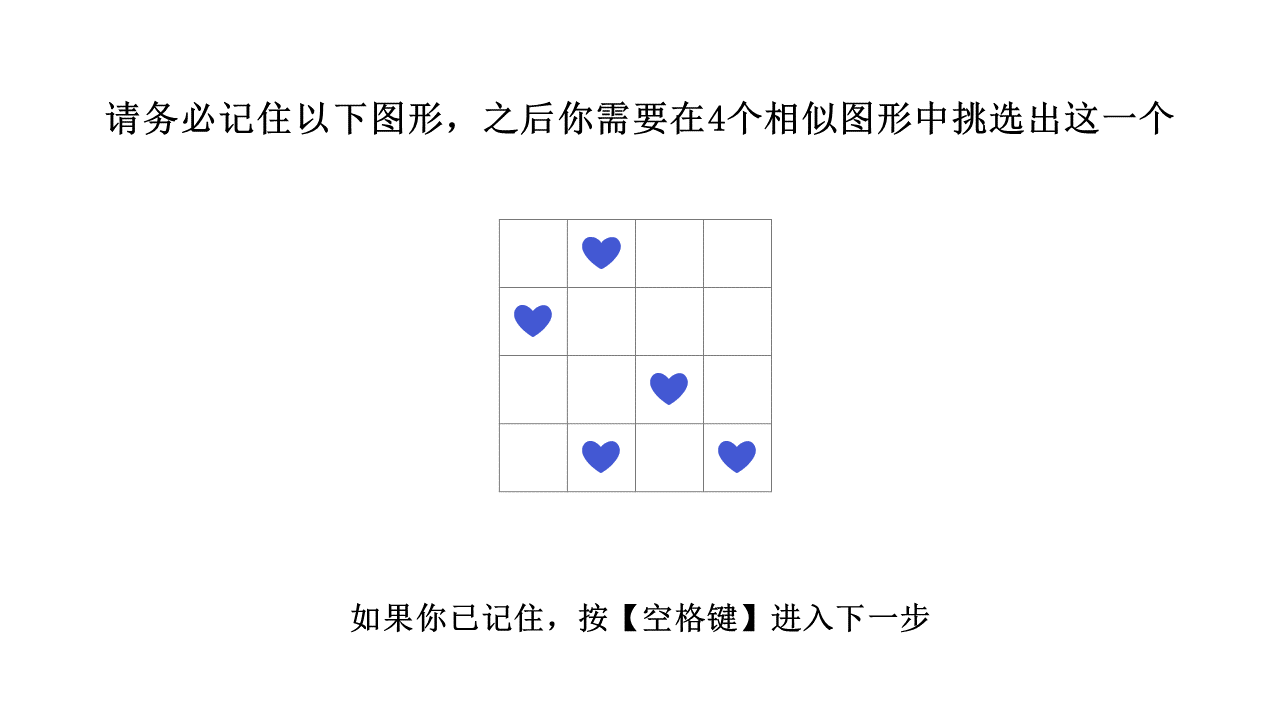 请务必记住以下图形，之后你需要在4个相似图形中挑选出这一个
如果你已记住，按【空格键】进入下一步